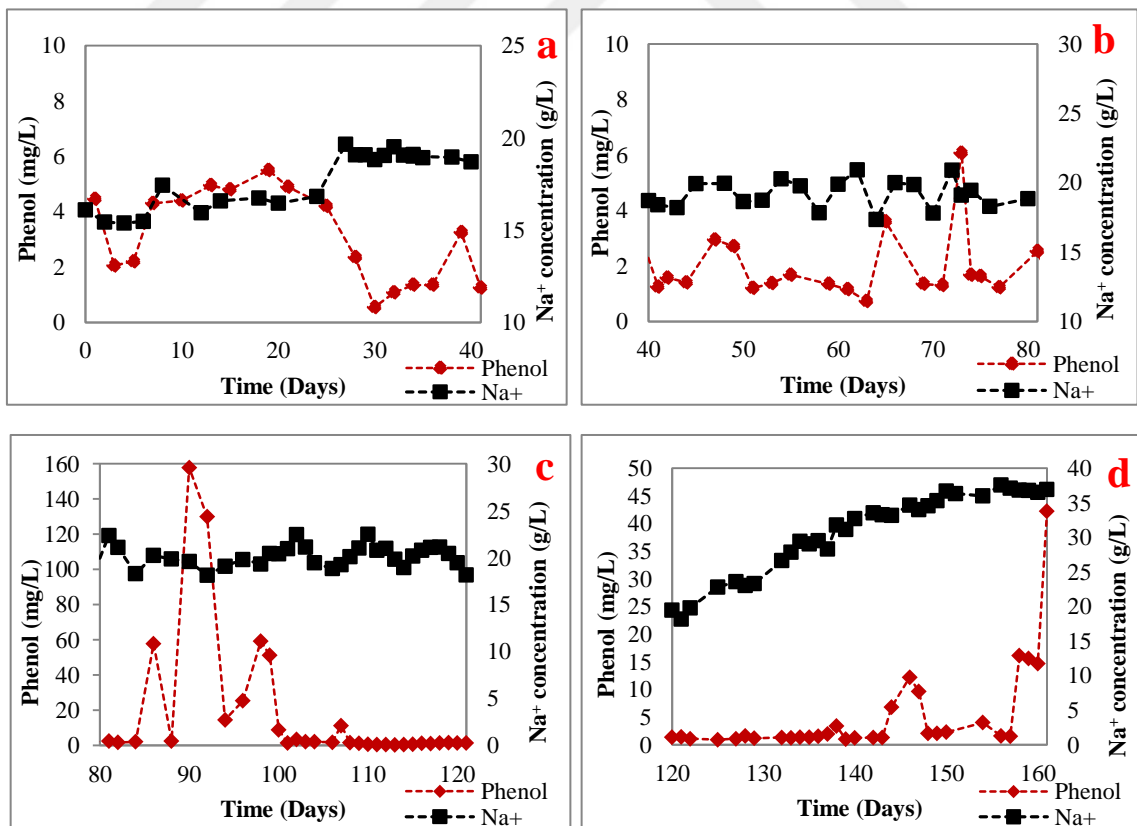 a
10
8
6
4
2
0
Phenol (mg/L)
25
20
15
10
Na⁺ concentration (g/L)
0 10 20 30 40
Time (Days)
Phenol
Na+
b
10
8
6
4
2
0
Phenol (mg/L)
30
25
20
15
10
Na⁺ concentration (g/L)
40 50 60 70 80
Time (Days)
Phenol
Na+
c
160
140
120
100
80
60
40
20
0
Phenol (mg/L)
30
25
20
15
10
5
0
Na⁺ concentration (g/L)
80 90 100 110 120
Time (Days)
Phenol
Na+
d
50
45
40
35
30
25
20
15
10
5
0
Phenol (mg/L)
40
35
30
25
20
15
10
5
0
Na⁺ concentration (g/L)
120 130 140 150 160
Time (Days)
Phenol
Na+